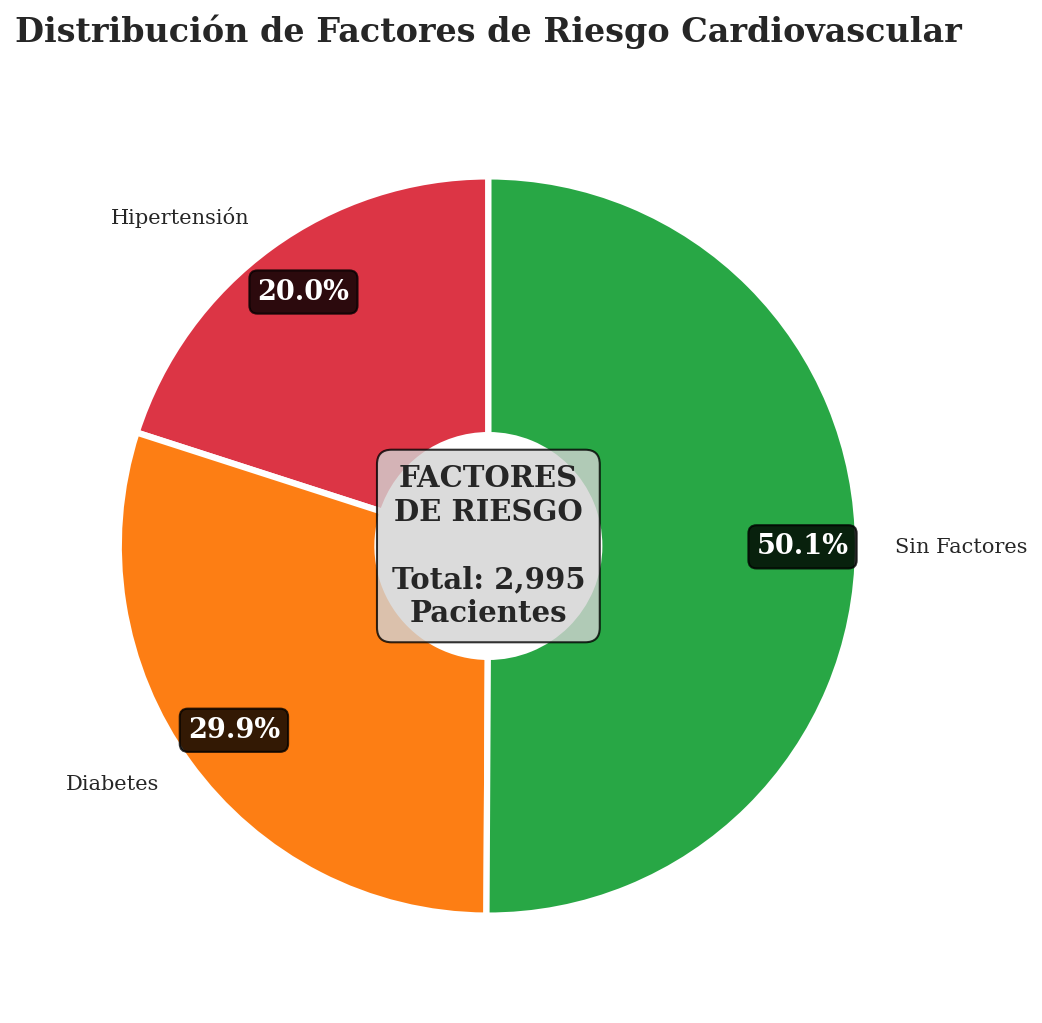 Distribución de Factores de Riesgo Cardiovascular
Hipertensión
20.0%
FACTORES
DE RIESGO
Total: 2,995
Pacientes
50.1%
Sin Factores
29.9%
Diabetes